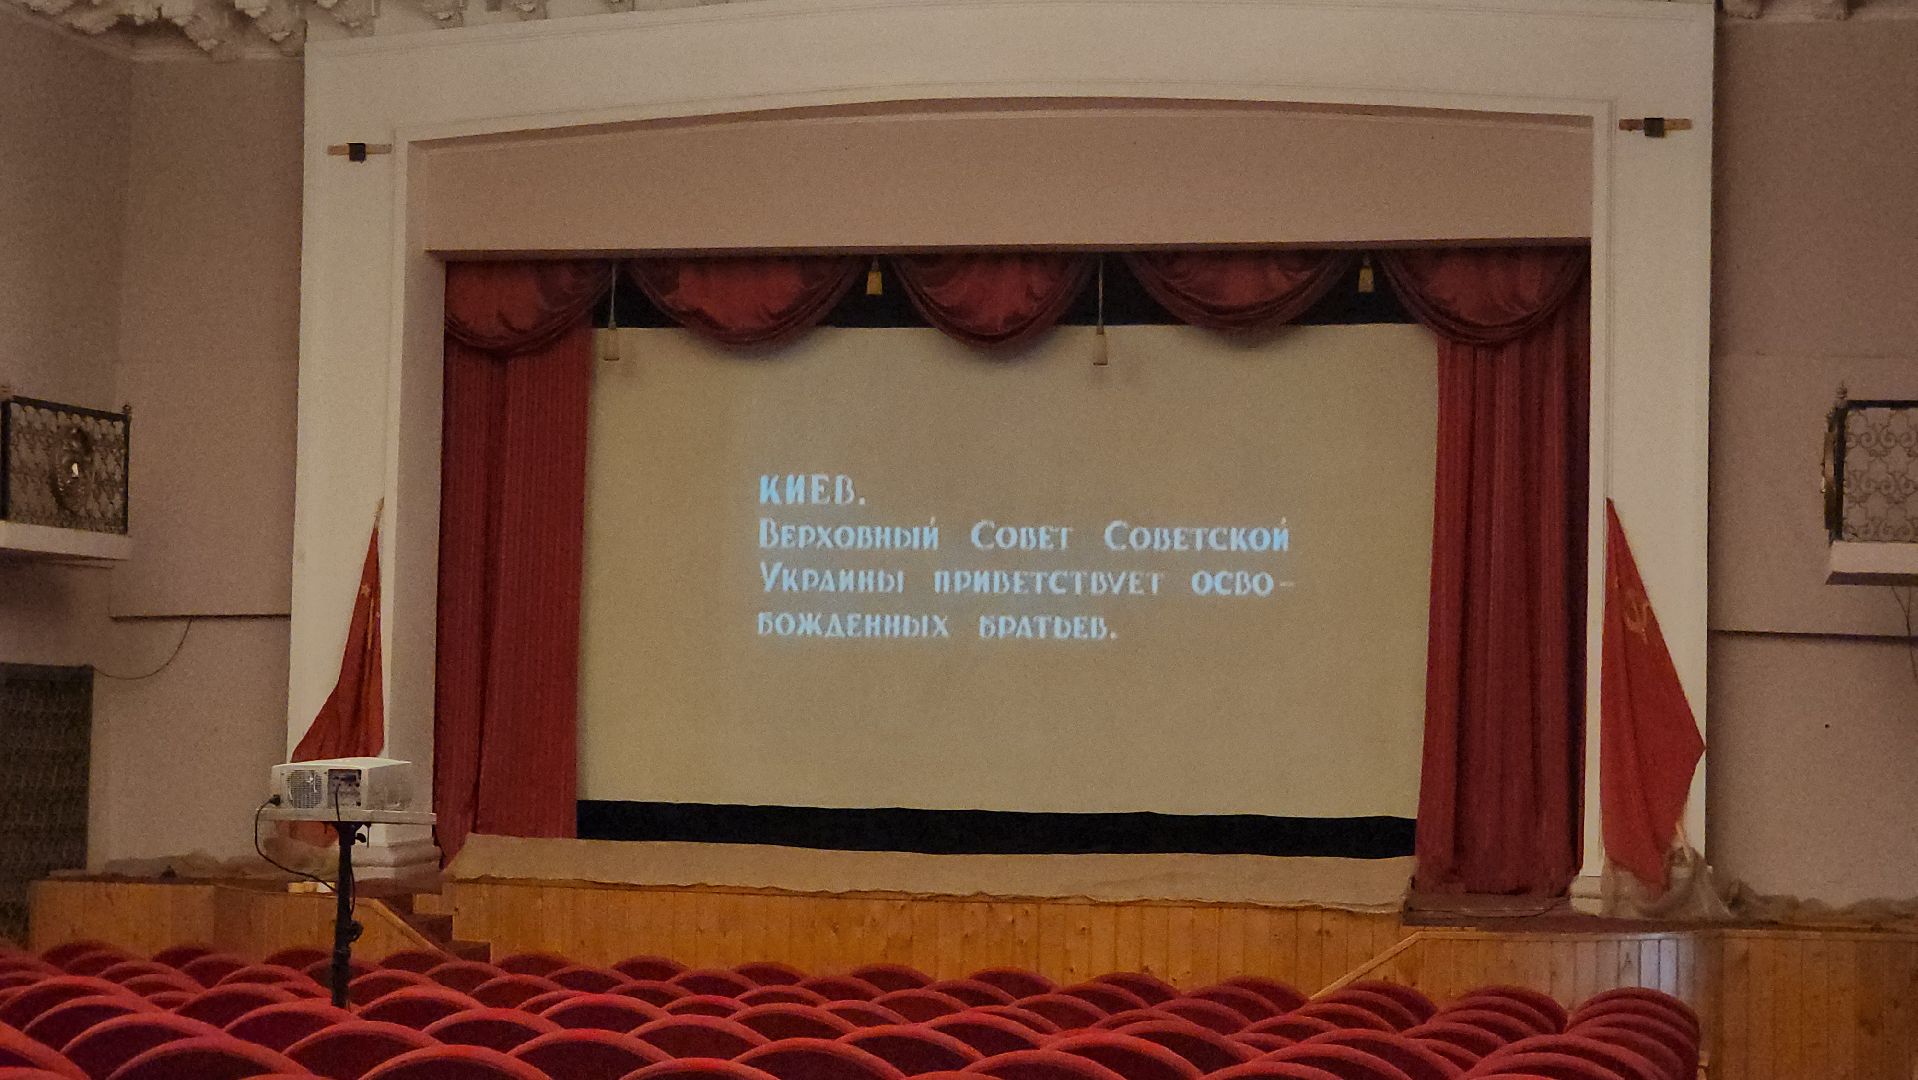 КИЕВ.
Верховный Совет Советской
Украины приветствует осво-
божденных братьев.